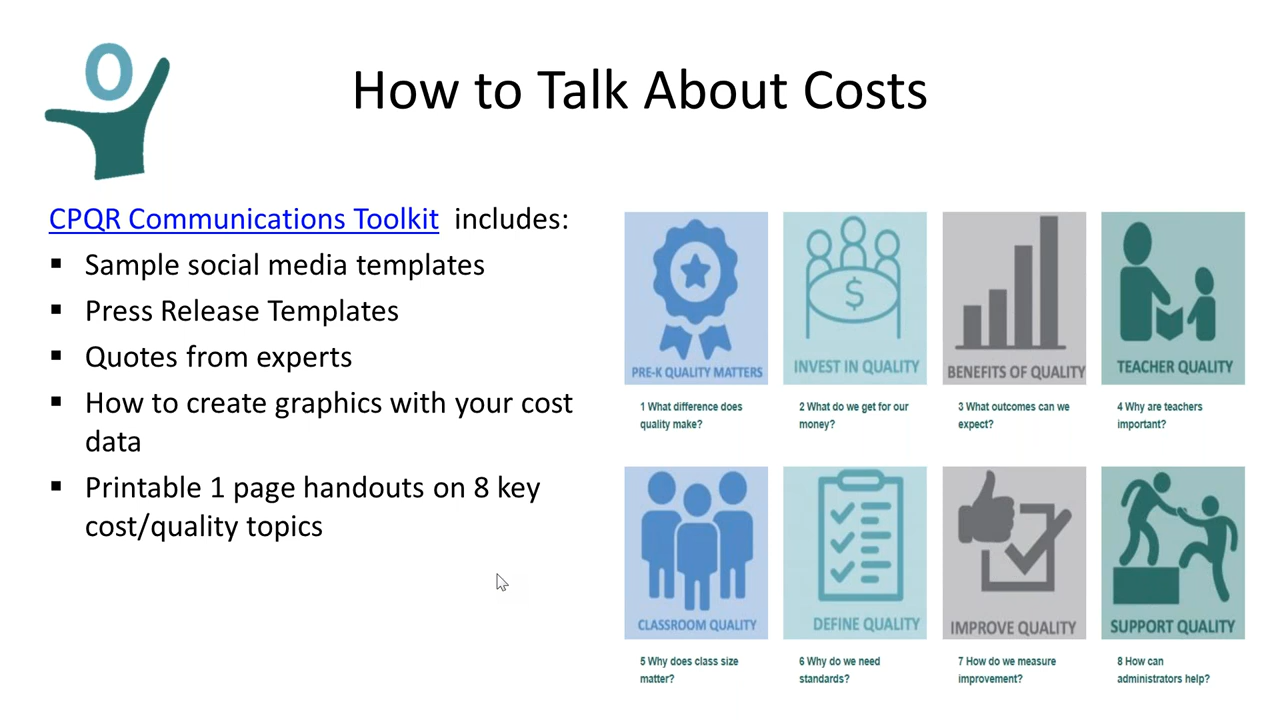 How to Talk About Costs
CPQR Communications Toolkit includes:
▪ Sample social media templates
▪ Press Release Templates
▪ Quotes from experts
▪ How to create graphics with your cost
data
▪ Printable 1 page handouts on 8 key
cost/quality topics
PRE-K QUALITY MATTERS
1 What difference does
quality make?
$
INVEST IN QUALITY
2 What do we get for our
money?
BENEFITS OF QUALITY
3 What outcomes can we
expect?
TEACHER QUALITY
4 Why are teachers
important?
CLASSROOM QUALITY
5 Why does class size
matter?
DEFINE QUALITY
6 Why do we need
standards?
IMPROVE QUALITY
7 How do we measure
improvement?
SUPPORT QUALITY
8 How can
administrators help?